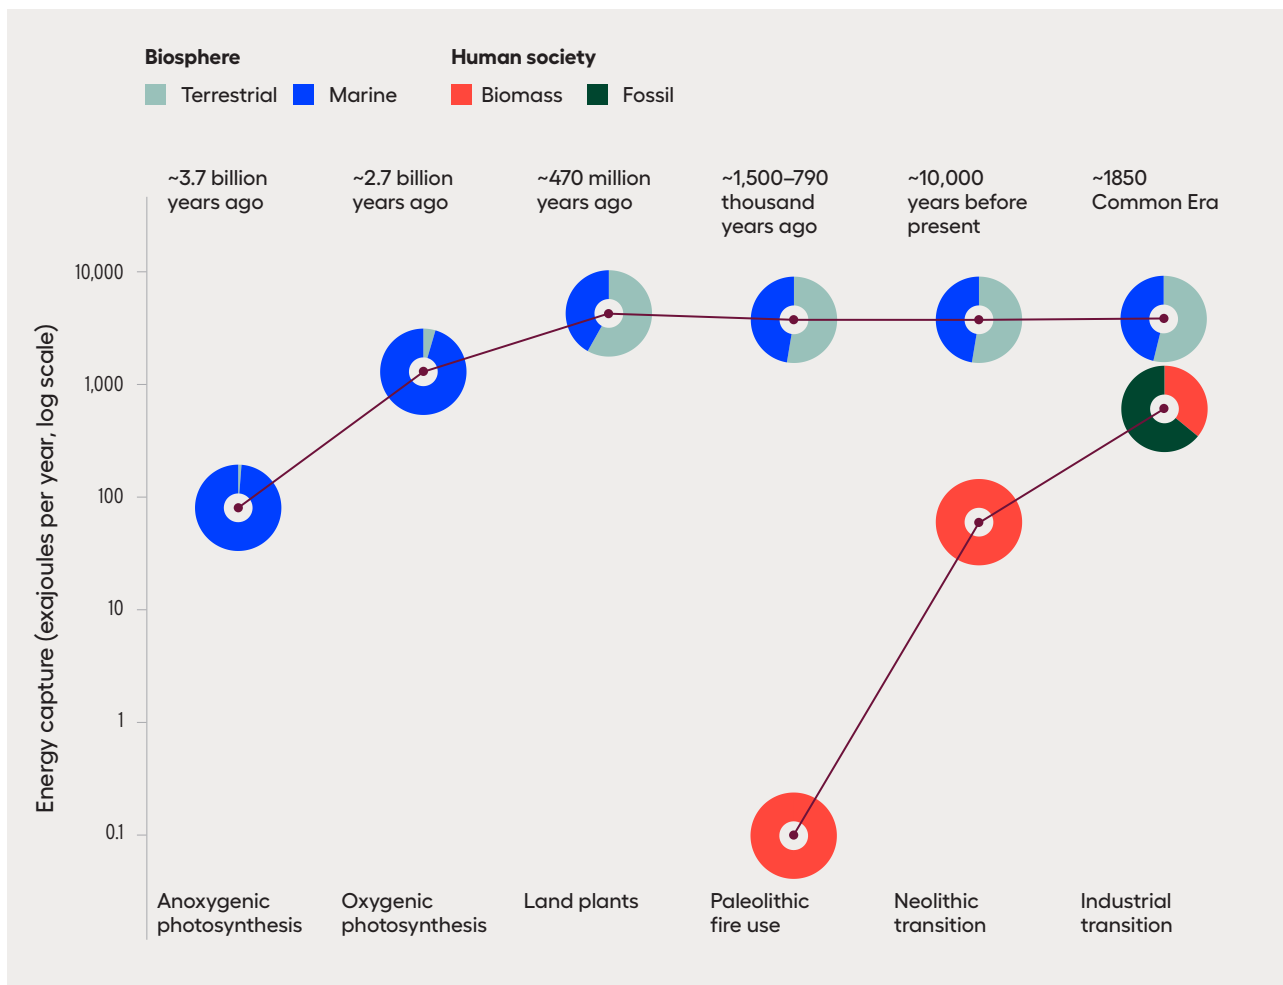 Biosphere
Human society
Terrestrial
Marine
Biomass
Fossil
~3.7 billion
years ago
~2.7 billion
years ago
~470 million
years ago
~1,500–790
thousand
years ago
~10,000
years before
present
~1850
Common Era
Energy capture (exajoules per year, log scale)
10,000
1,000
100
10
1
0.1
Anoxygenic
photosynthesis
Oxygenic
photosynthesis
Land plants
Paleolithic
fire use
Neolithic
transition
Industrial
transition